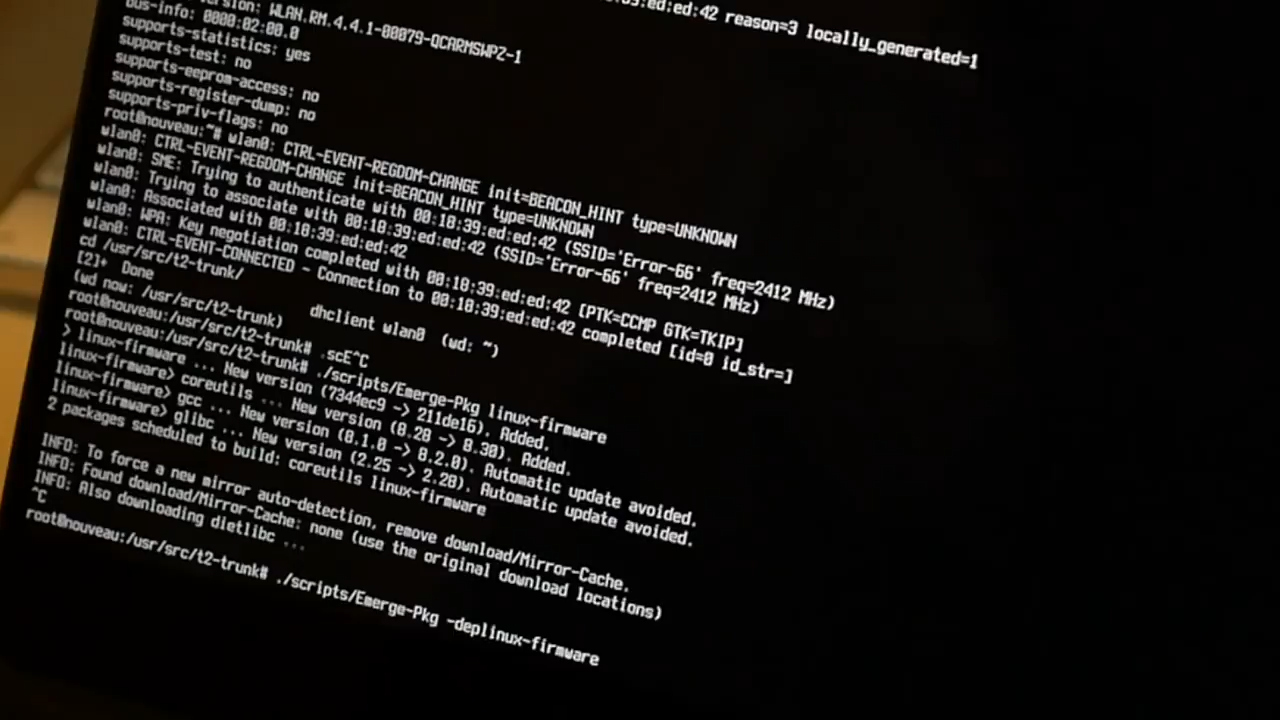 :ed:ed:42 reason=3 locally_generated=1
version: WLAN.RM.4.4.1-00079-QCARMSWPZ-1
bus-info: 0000:02:00.0
supports-statistics: yes
supports-test: no
supports-eeprom-access: no
supports-register-dump: no
supports-priv-flags: no
root@nouveau:~# wlan0: CTRL-EVENT-REGDOM-CHANGE init=BEACON_HINT type=UNKNOWN
wlan0: CTRL-EVENT-REGDOM-CHANGE init=BEACON_HINT type=UNKNOWN
wlan0: SME: Trying to authenticate with 00:18:39:ed:ed:42 (SSID='Error-66' freq=2412 MHz)
wlan0: Trying to associate with 00:18:39:ed:ed:42 (SSID='Error-66' freq=2412 MHz)
wlan0: Associated with 00:18:39:ed:ed:42
wlan0: WPA: Key negotiation completed with 00:18:39:ed:ed:42 [PTK=CCMP GTK=TKIP]
wlan0: CTRL-EVENT-CONNECTED - Connection to 00:18:39:ed:ed:42 completed [id=0 id_str=]
cd /usr/src/t2-trunk/
[2]+  Done                    dhclient wlan0  (wd: ~)
(wd now: /usr/src/t2-trunk)
root@nouveau:/usr/src/t2-trunk# .scE^C
root@nouveau:/usr/src/t2-trunk# ./scripts/Emerge-Pkg linux-firmware
> linux-firmware ... New version (7344ec9 -> 211de16). Added.
linux-firmware> coreutils ... New version (8.28 -> 8.30). Added.
linux-firmware> gcc ... New version (8.1.0 -> 8.2.0). Automatic update avoided.
linux-firmware> glibc ... New version (2.25 -> 2.28). Automatic update avoided.
2 packages scheduled to build: coreutils linux-firmware
INFO: To force a new mirror auto-detection, remove download/Mirror-Cache.
INFO: Found download/Mirror-Cache: none (use the original download locations)
INFO: Also downloading dietlibc ...
^C
root@nouveau:/usr/src/t2-trunk# ./scripts/Emerge-Pkg -deplinux-firmware